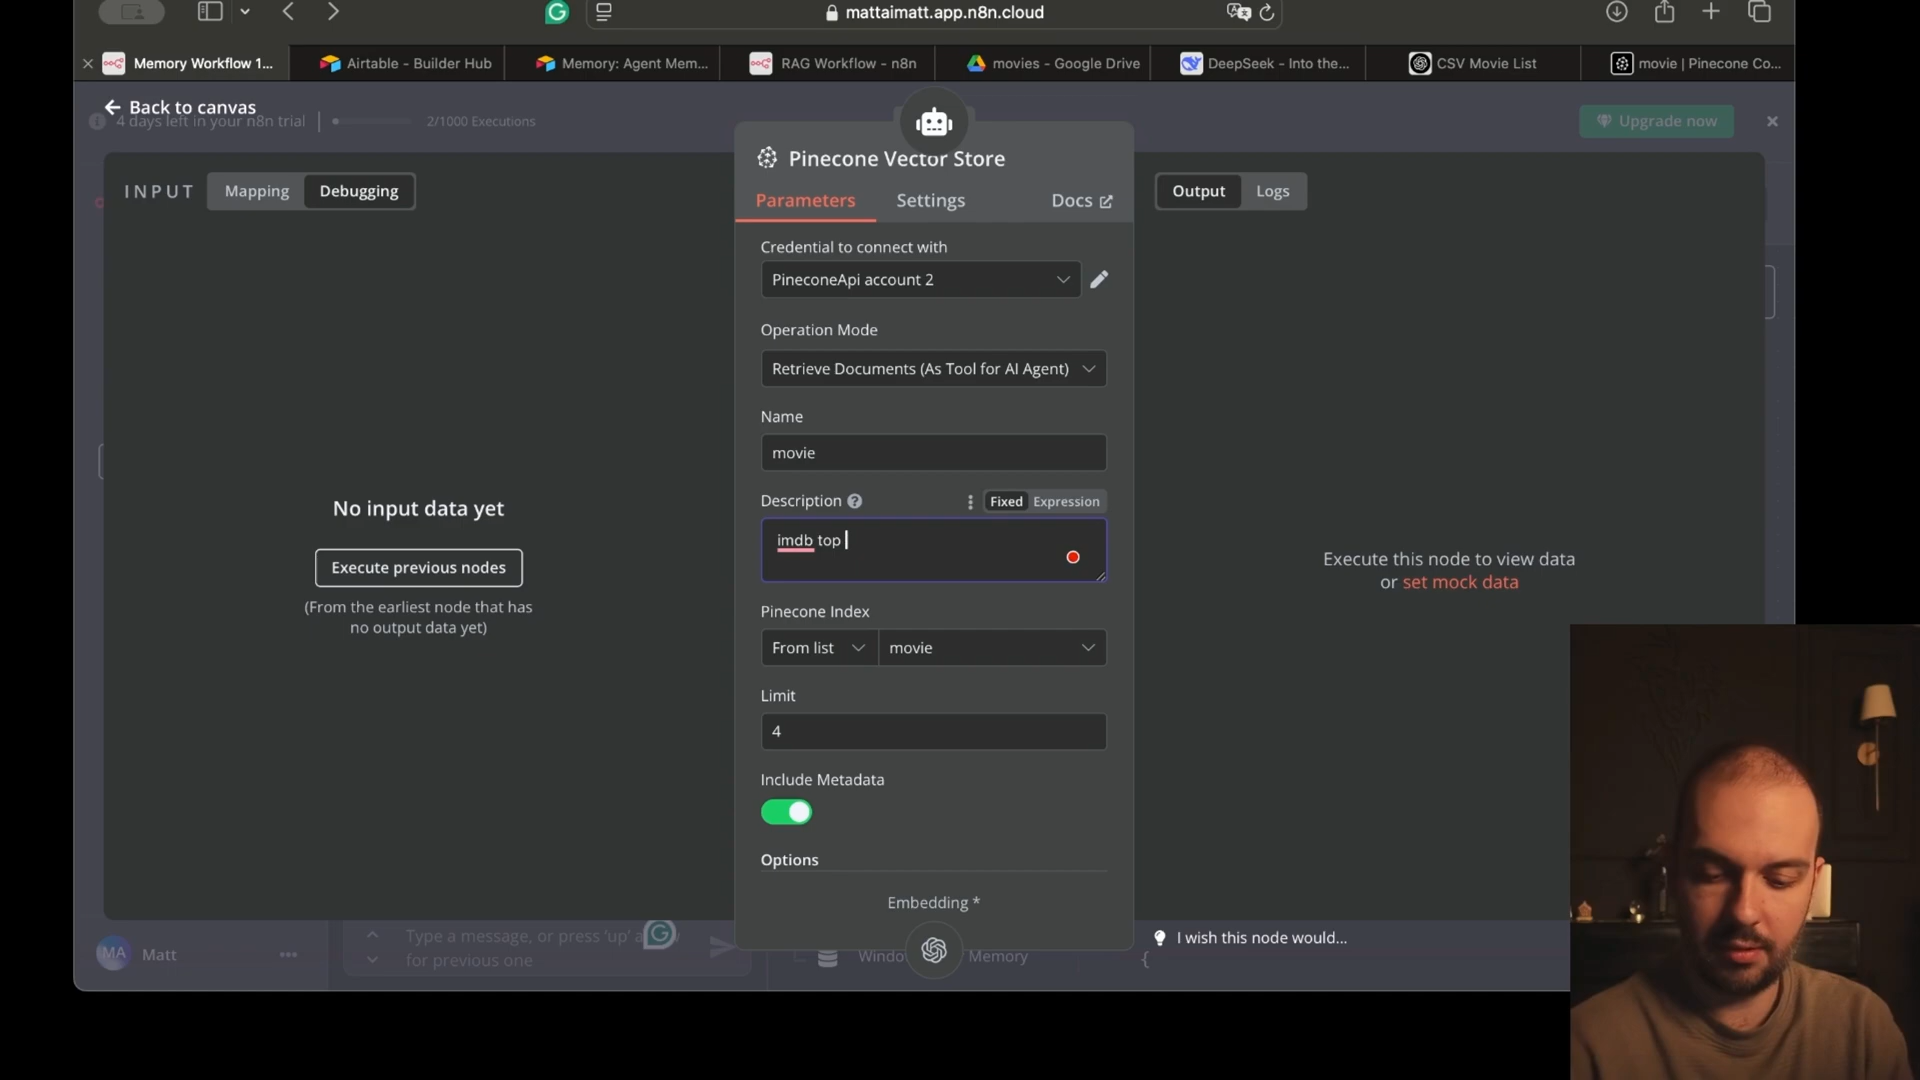 mattaimatt.app.n8n.cloud
Memory Workflow 1...
Airtable - Builder Hub
Memory: Agent Mem...
RAG Workflow - n8n
movies - Google Drive
DeepSeek - Into the...
CSV Movie List
movie | Pinecone Co...
Back to canvas
4 days left in your n8n trial
2/1000 Executions
Upgrade now
Pinecone Vector Store
INPUT
Mapping
Debugging
Parameters
Settings
Docs
Output
Logs
Credential to connect with
PineconeApi account 2
Operation Mode
Retrieve Documents (As Tool for AI Agent)
Name
movie
Description
Fixed
Expression
imdb top
No input data yet
Execute previous nodes
(From the earliest node that has
no output data yet)
Execute this node to view data
or set mock data
Pinecone Index
From list
movie
Limit
4
Include Metadata
Options
Embedding *
MA
Matt
Type a message, or press 'up' a
for previous one
Windo
Memory
I wish this node would...
{